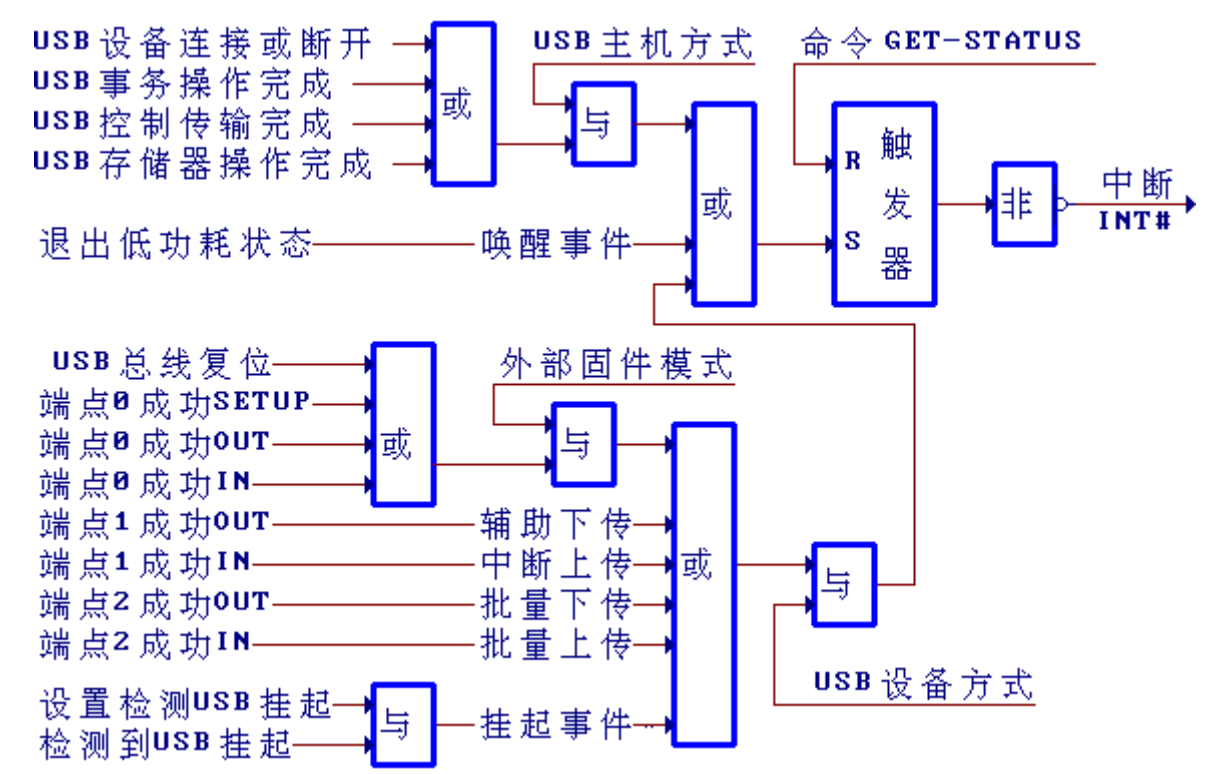 USB设备连接或断开
USB事务操作完成
USB控制传输完成
USB存储器操作完成
或
USB主机方式
与
命令GET-STATUS
或
触发器
R
S
非
中断
INT#
退出低功耗状态
唤醒事件
USB总线复位
端点0成功SETUP
端点0成功OUT
端点0成功IN
或
外部固件模式
与
端点1成功OUT
辅助下传
端点1成功IN
中断上传
端点2成功OUT
批量下传
端点2成功IN
批量上传
或
与
USB设备方式
设置检测USB挂起
检测到USB挂起
与
挂起事件